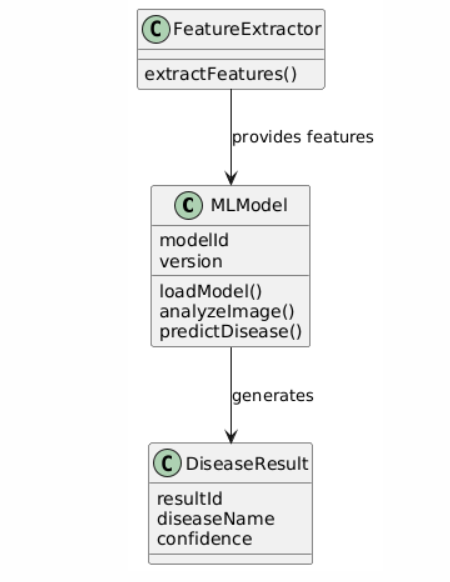 C FeatureExtractor
extractFeatures()
provides features
C MLModel
modelId
version
loadModel()
analyzeImage()
predictDisease()
generates
C DiseaseResult
resultId
diseaseName
confidence